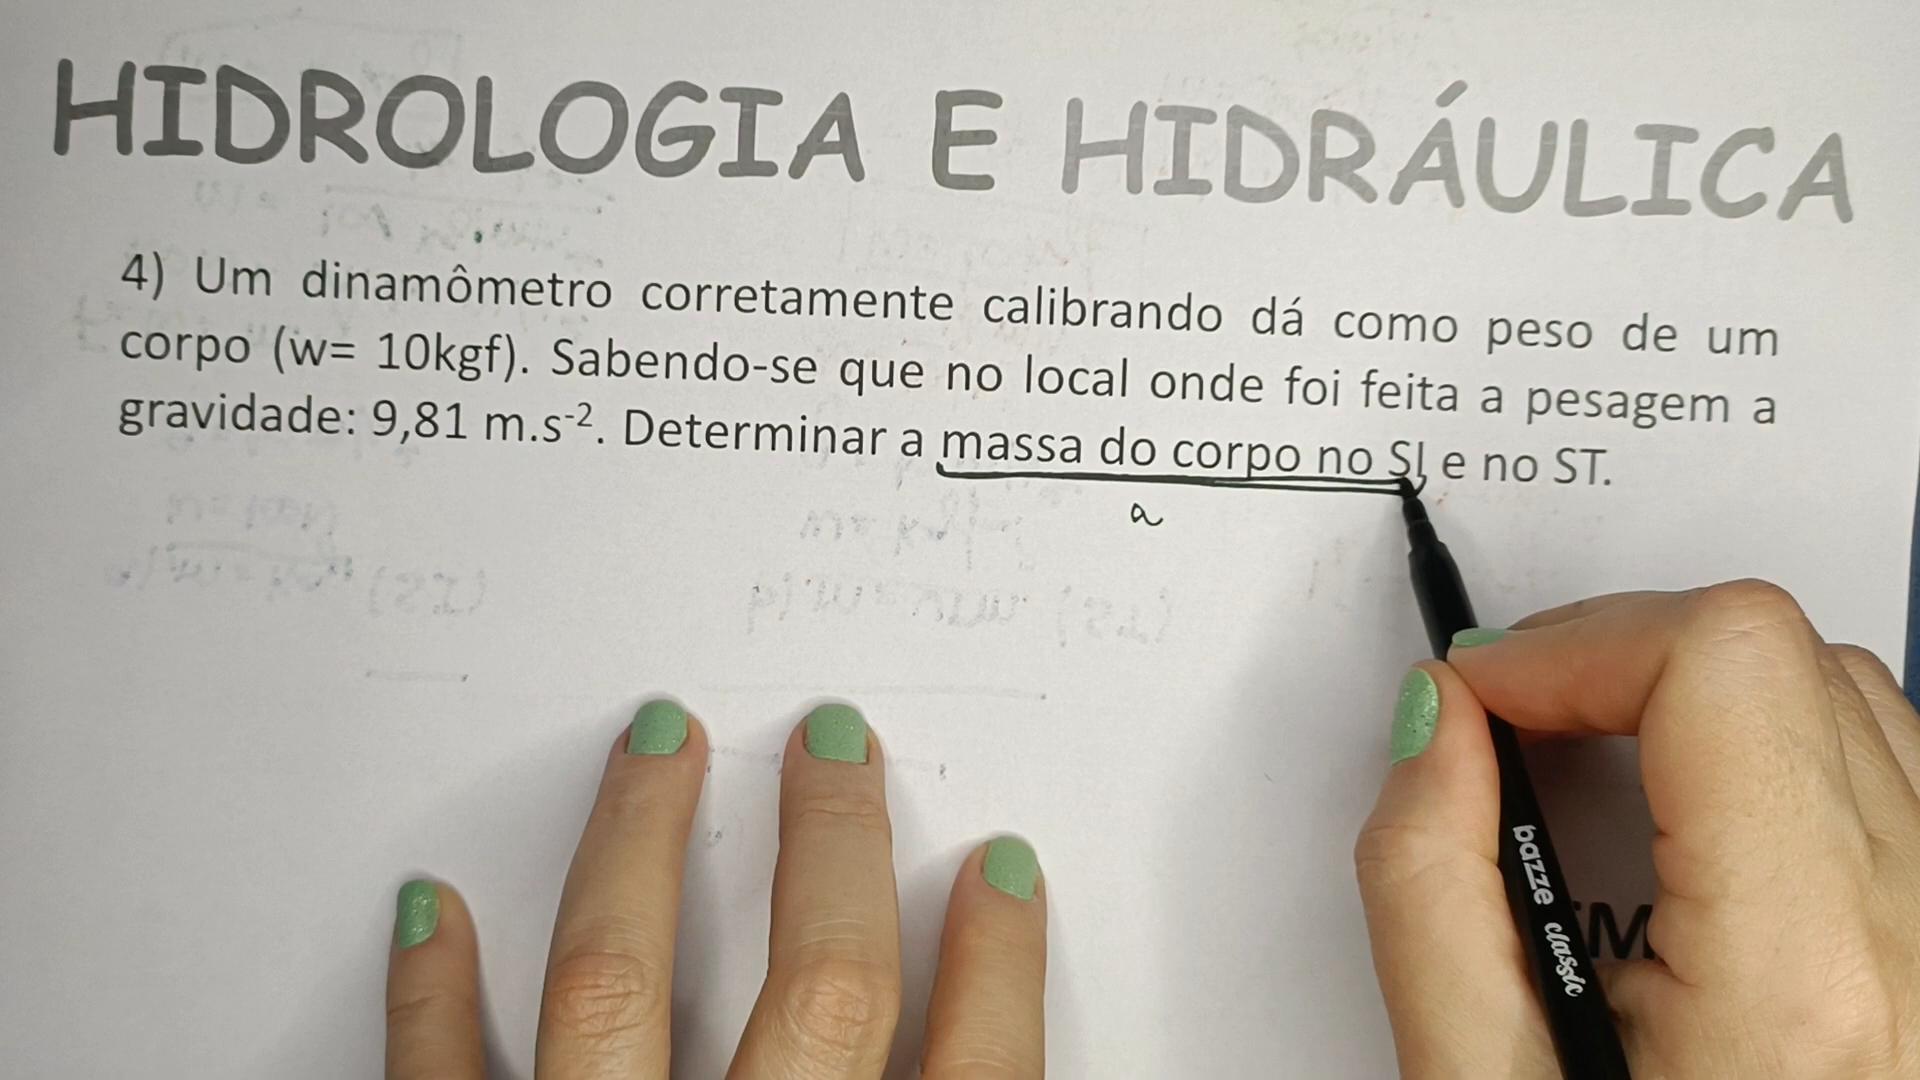 HIDROLOGIA E HIDRÁULICA
4) Um dinamômetro corretamente calibrando dá como peso de um
corpo (w= 10kgf). Sabendo-se que no local onde foi feita a pesagem a
gravidade: 9,81 m.s⁻². Determinar a massa do corpo no SI e no ST.
a
bazze classic